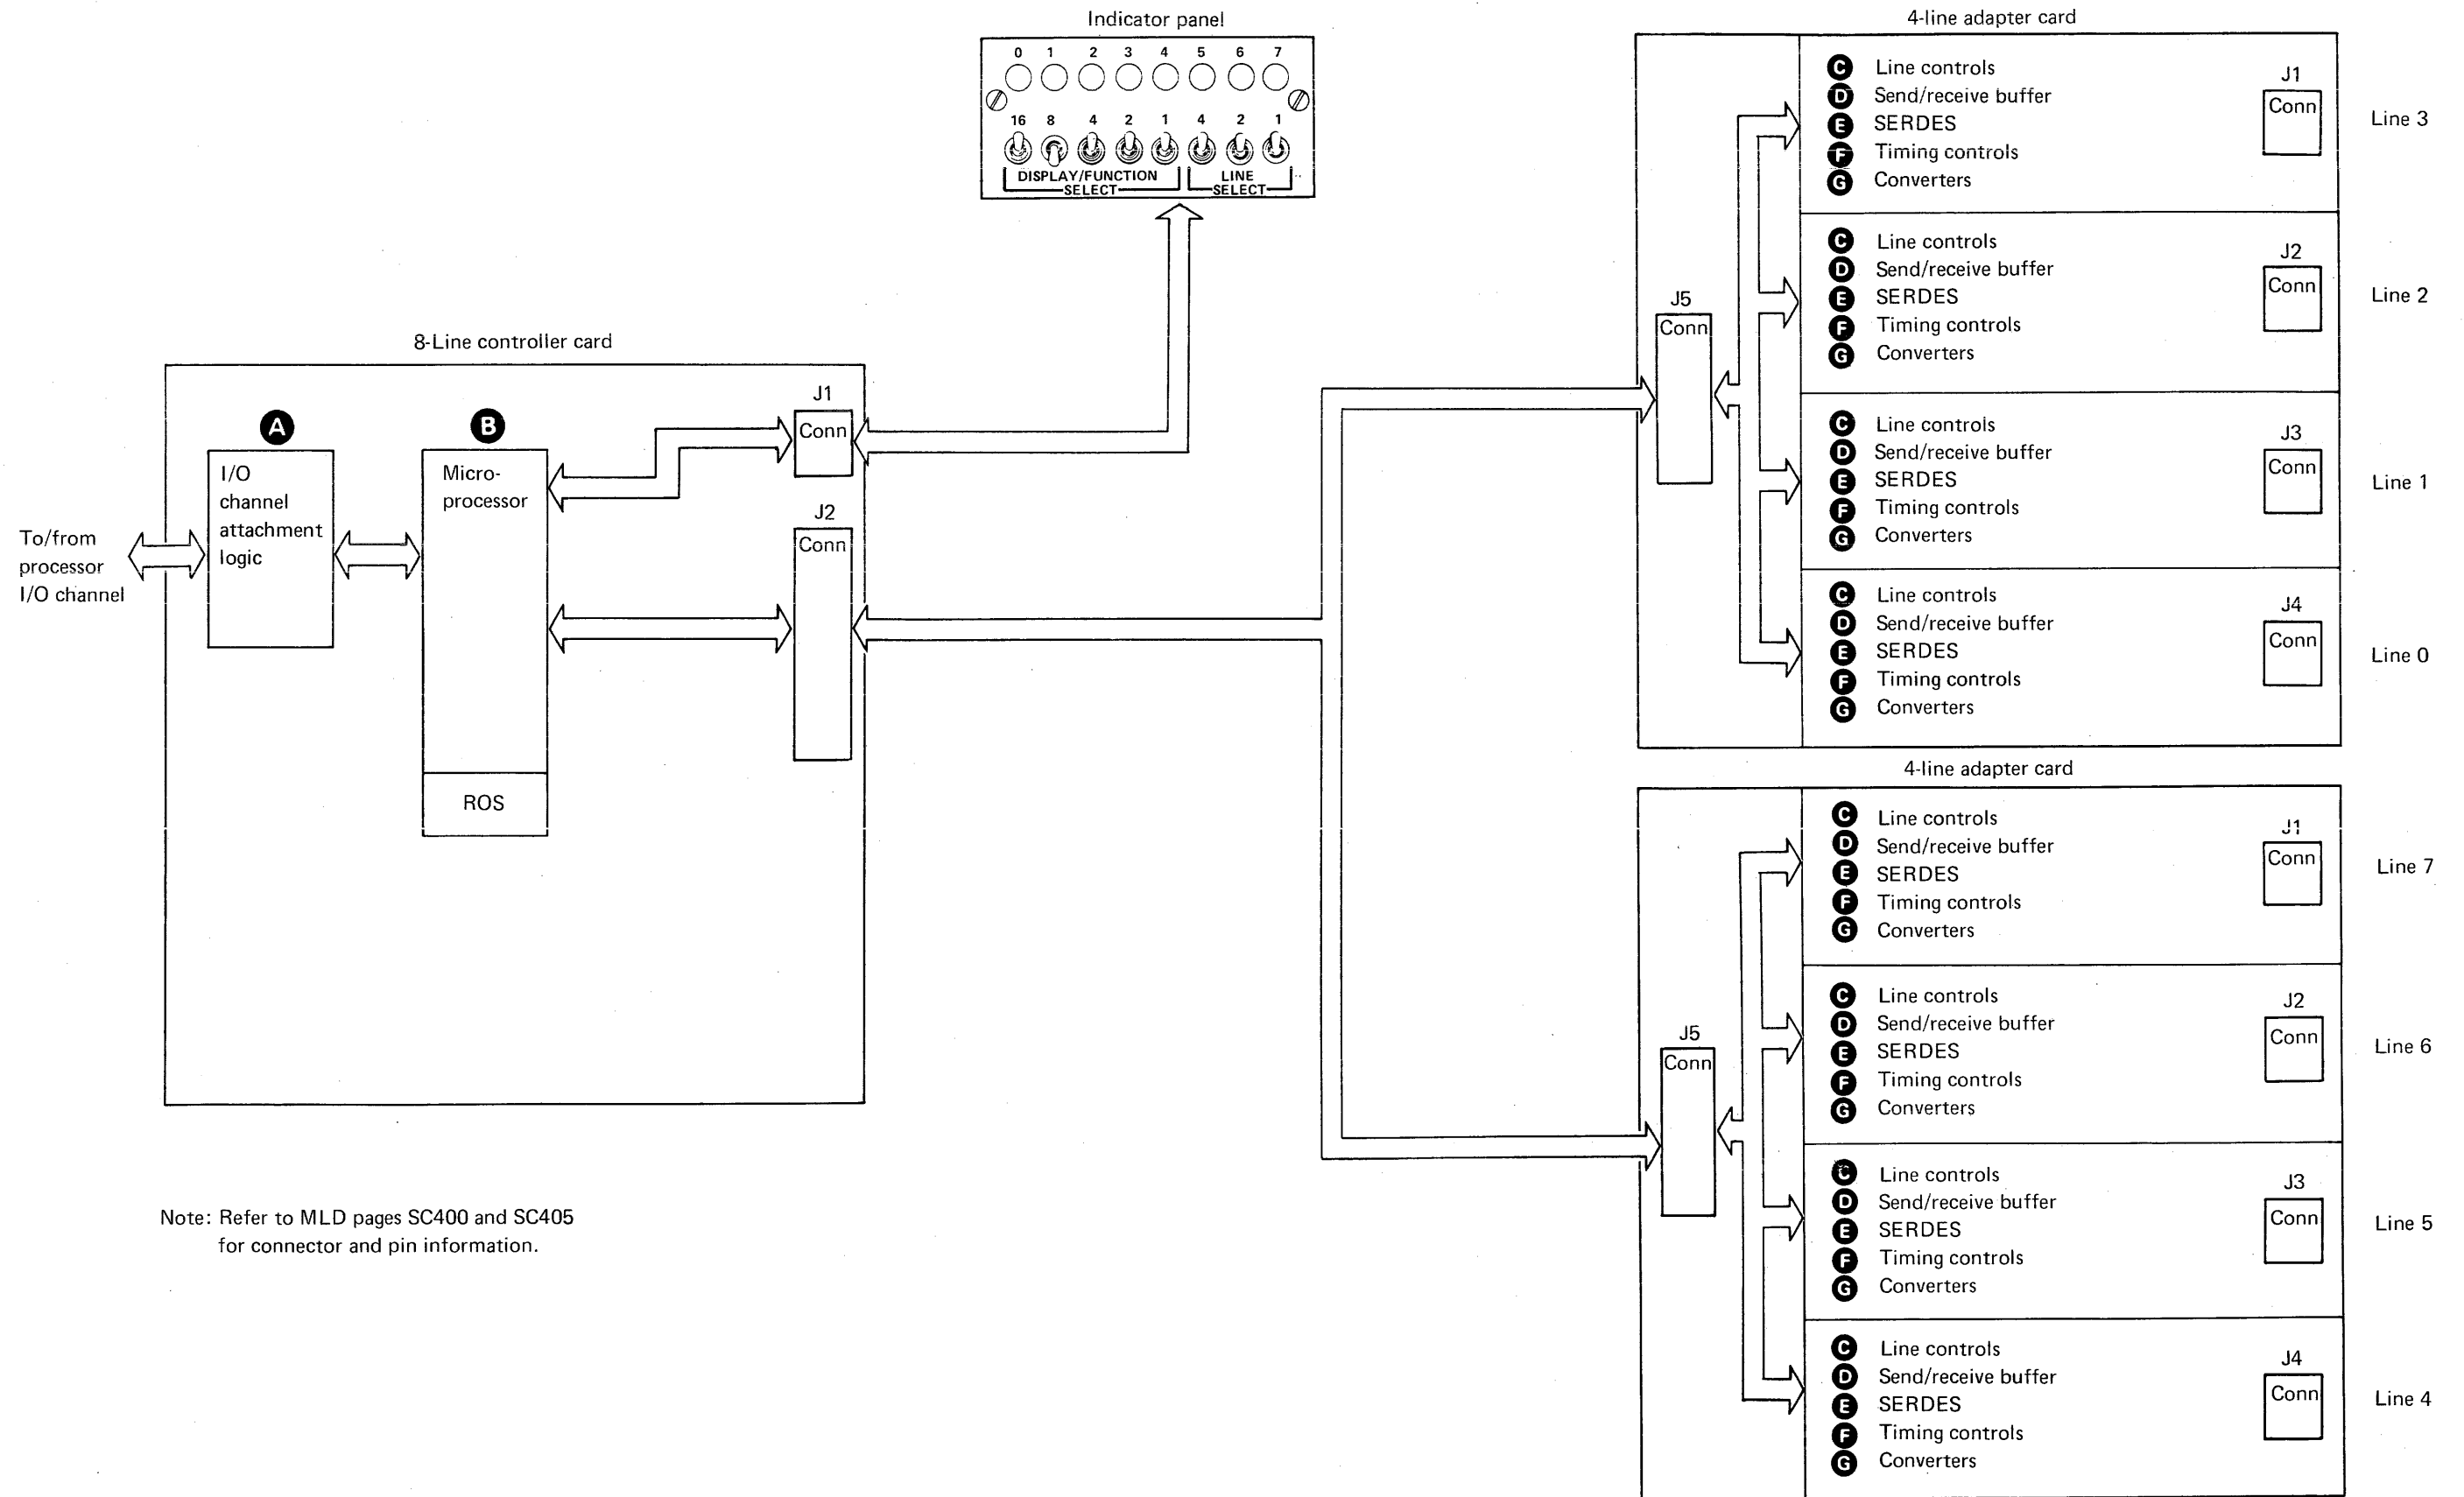 Indicator panel
0 1 2 3 4 5 6 7
16 8 4 2 1 4 2 1
DISPLAY/FUNCTION SELECT
LINE SELECT
8-Line controller card
To/from
processor
I/O channel
A
I/O
channel
attachment
logic
B
Micro-
processor
ROS
J1
Conn
J2
Conn
Note: Refer to MLD pages SC400 and SC405
for connector and pin information.
4-line adapter card
J5
Conn
C Line controls
D Send/receive buffer
E SERDES
F Timing controls
G Converters
J1
Conn
Line 3
C Line controls
D Send/receive buffer
E SERDES
F Timing controls
G Converters
J2
Conn
Line 2
C Line controls
D Send/receive buffer
E SERDES
F Timing controls
G Converters
J3
Conn
Line 1
C Line controls
D Send/receive buffer
E SERDES
F Timing controls
G Converters
J4
Conn
Line 0
4-line adapter card
J5
Conn
C Line controls
D Send/receive buffer
E SERDES
F Timing controls
G Converters
J1
Conn
Line 7
C Line controls
D Send/receive buffer
E SERDES
F Timing controls
G Converters
J2
Conn
Line 6
C Line controls
D Send/receive buffer
E SERDES
F Timing controls
G Converters
J3
Conn
Line 5
C Line controls
D Send/receive buffer
E SERDES
F Timing controls
G Converters
J4
Conn
Line 4